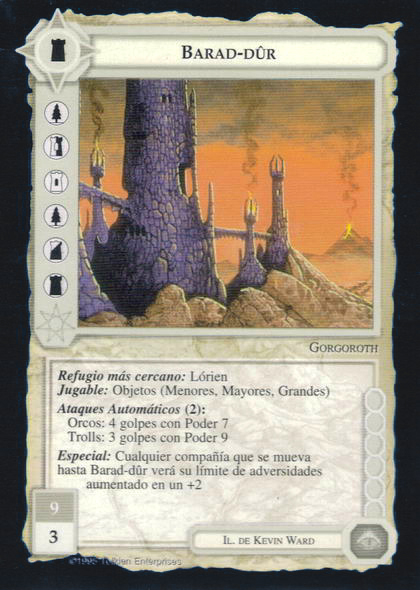 BARAD-DÛR
GORGOROTH
Refugio más cercano: Lórien
Jugable: Objetos (Menores, Mayores, Grandes)
Ataques Automáticos (2):
Orcos: 4 golpes con Poder 7
Trolls: 3 golpes con Poder 9
Especial: Cualquier compañía que se mueva
hasta Barad-dûr verá su límite de adversidades
aumentado en un +2
9
3
IL. DE KEVIN WARD
©1995 Tolkien Enterprises